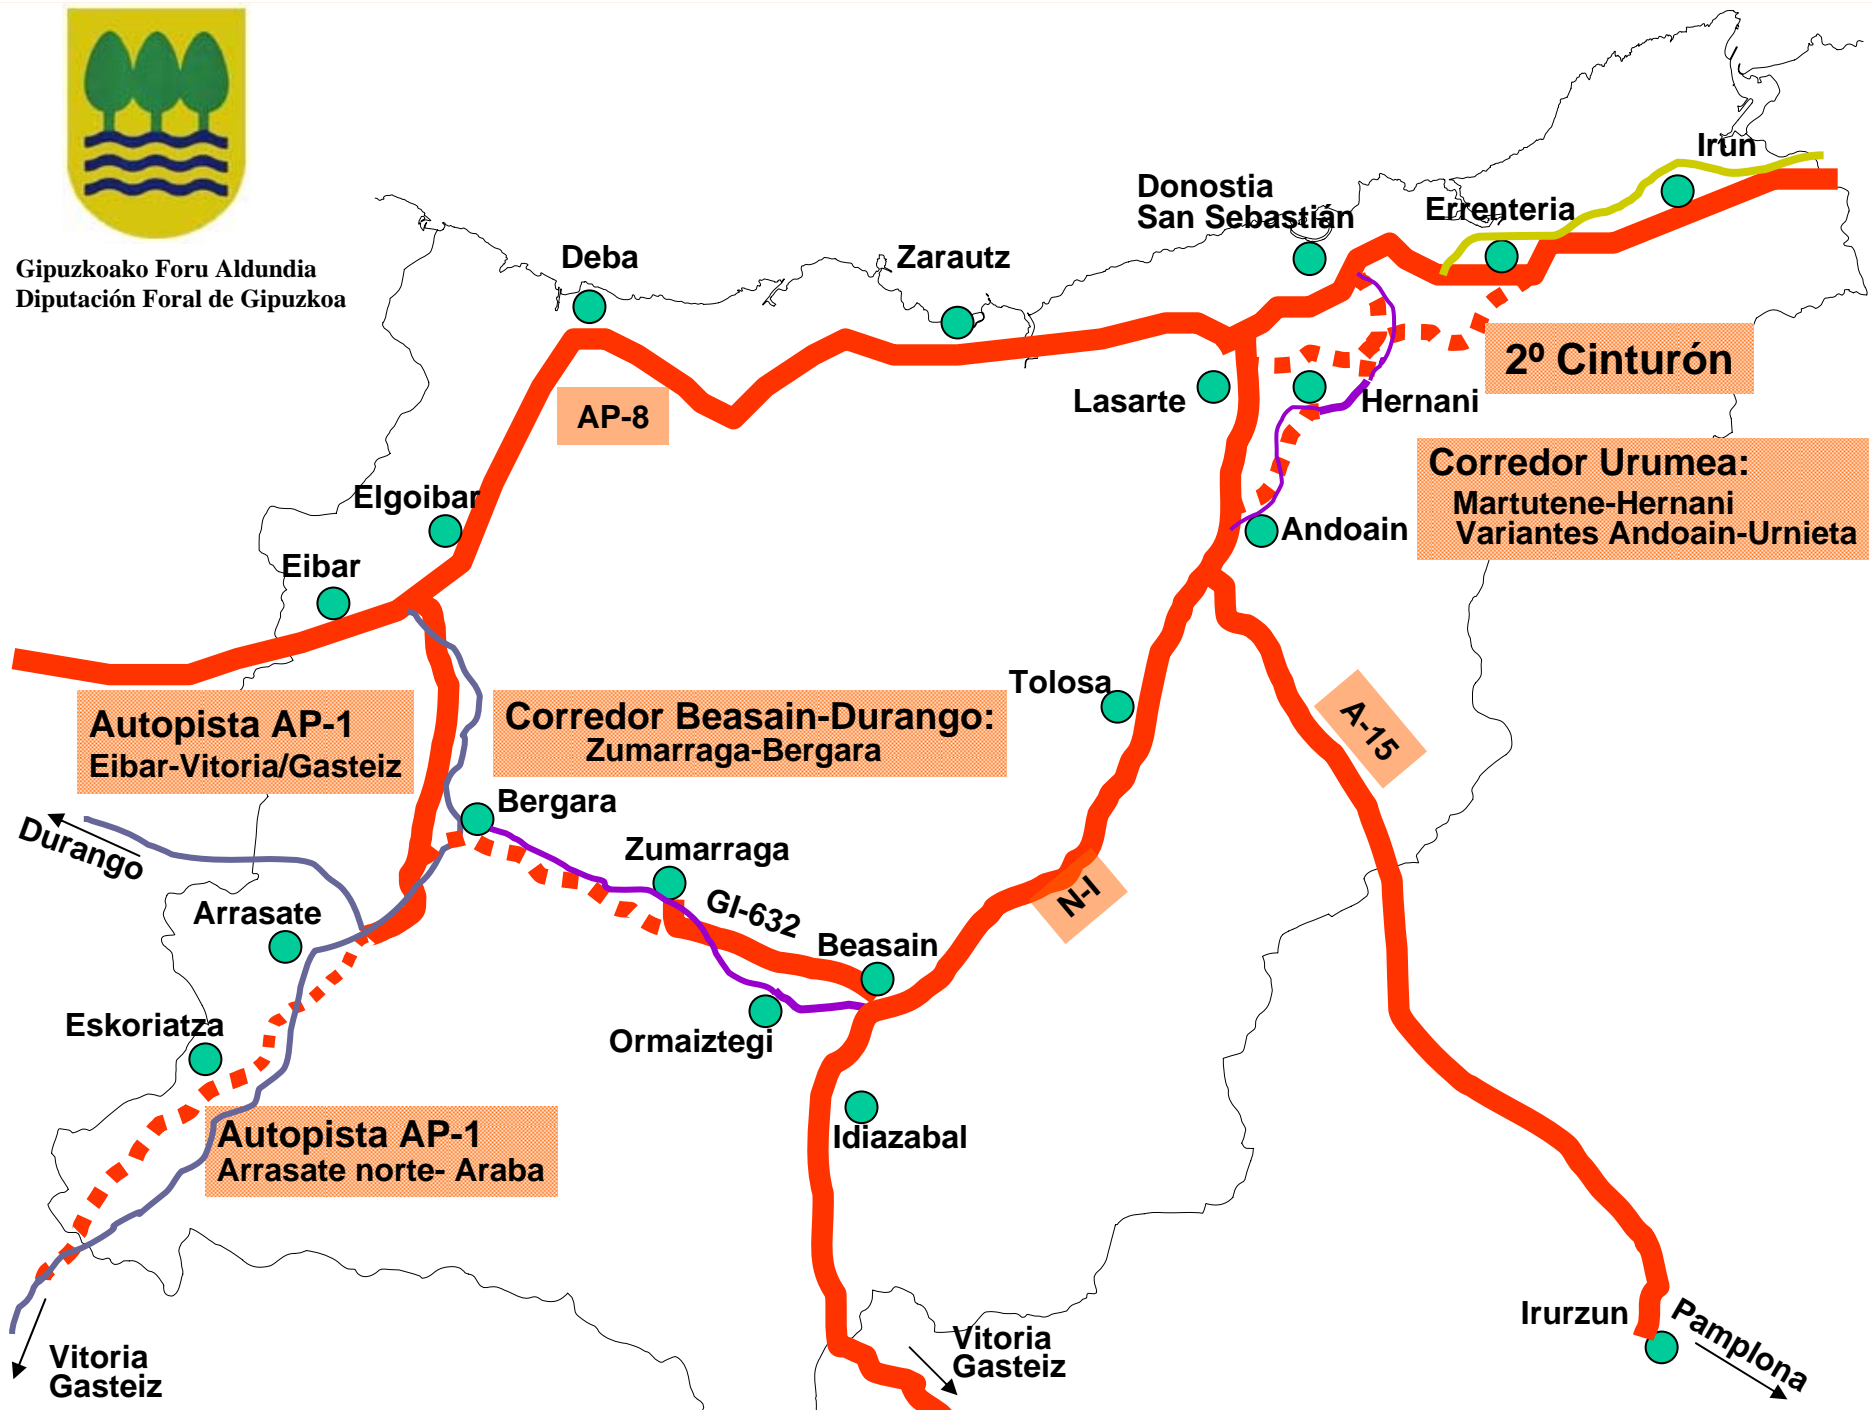 Gipuzkoako Foru Aldundia
Diputación Foral de Gipuzkoa
Irun
Donostia
San Sebastián
Errenteria
Deba
Zarautz
2º Cinturón
AP-8
Lasarte
Hernani
Corredor Urumea:
Martutene-Hernani
Variantes Andoain-Urnieta
Elgoibar
Andoain
Eibar
Tolosa
A-15
Autopista AP-1
Eibar-Vitoria/Gasteiz
Corredor Beasain-Durango:
Zumarraga-Bergara
Bergara
Durango
Zumarraga
N-I
GI-632
Arrasate
Beasain
Eskoriatza
Ormaiztegi
Autopista AP-1
Arrasate norte- Araba
Idiazabal
Irurzun
Pamplona
Vitoria
Gasteiz
Vitoria
Gasteiz